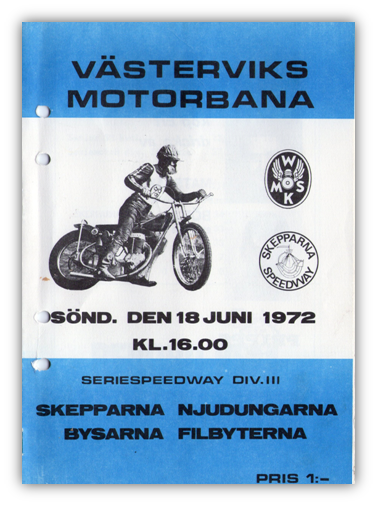 VÄSTERVIKS
MOTORBANA
W
M S
K
SKEPPARNA
SPEEDWAY
SÖND. DEN 18 JUNI 1972
KL.16.00
SERIESPEEDWAY DIV.III
SKEPPARNA NJUDUNGARNA
BYSARNA FILBYTERNA
PRIS 1:-